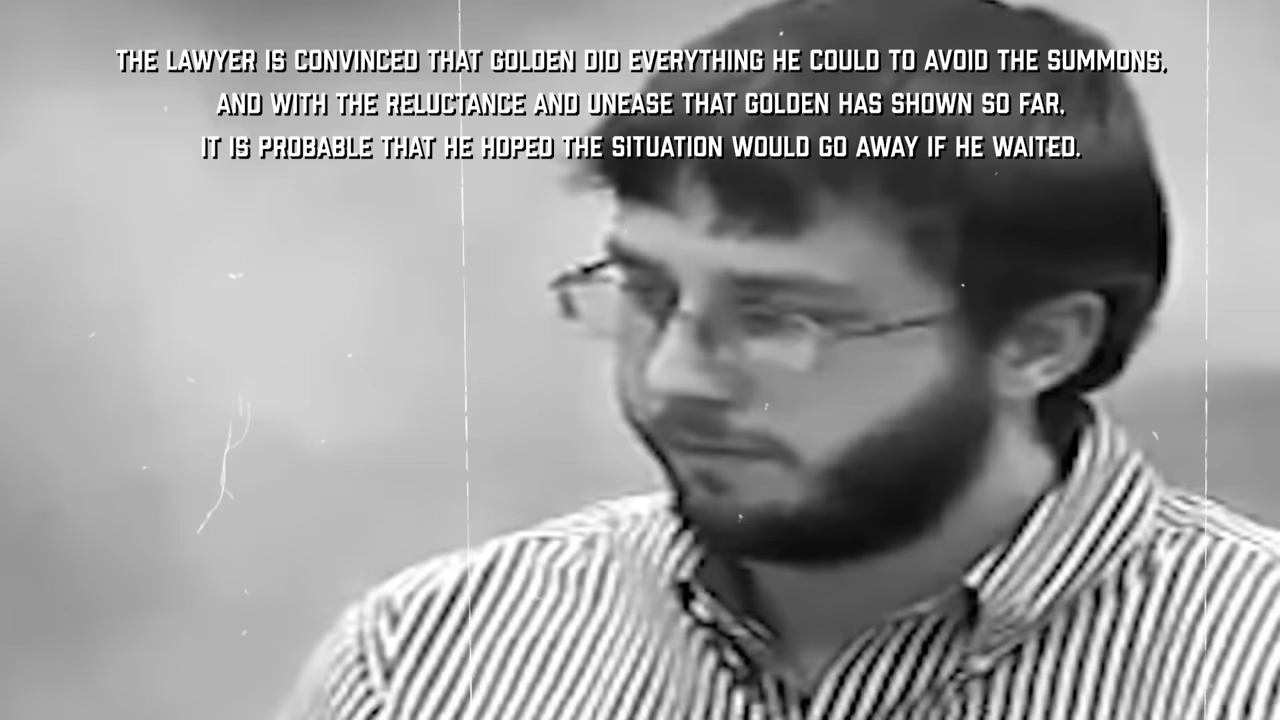 THE LAWYER IS CONVINCED THAT GOLDEN DID EVERYTHING HE COULD TO AVOID THE SUMMONS,
AND WITH THE RELUCTANCE AND UNEASE THAT GOLDEN HAS SHOWN SO FAR,
IT IS PROBABLE THAT HE HOPED THE SITUATION WOULD GO AWAY IF HE WAITED.